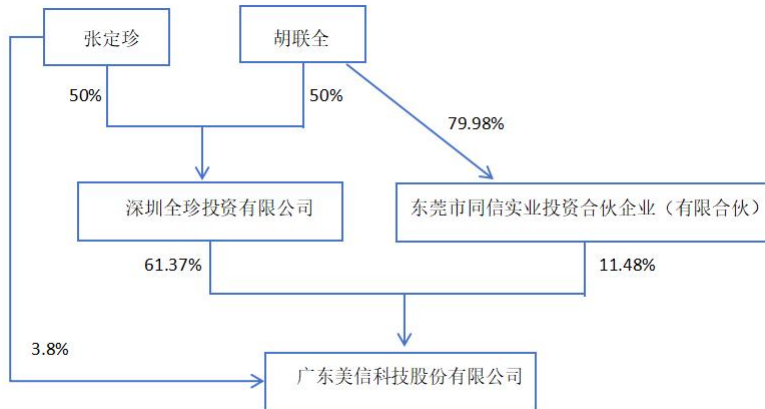 张定珍
胡联全
50%
50%
79.98%
深圳全珍投资有限公司
东莞市同信实业投资合伙企业（有限合伙）
61.37%
11.48%
3.8%
广东美信科技股份有限公司